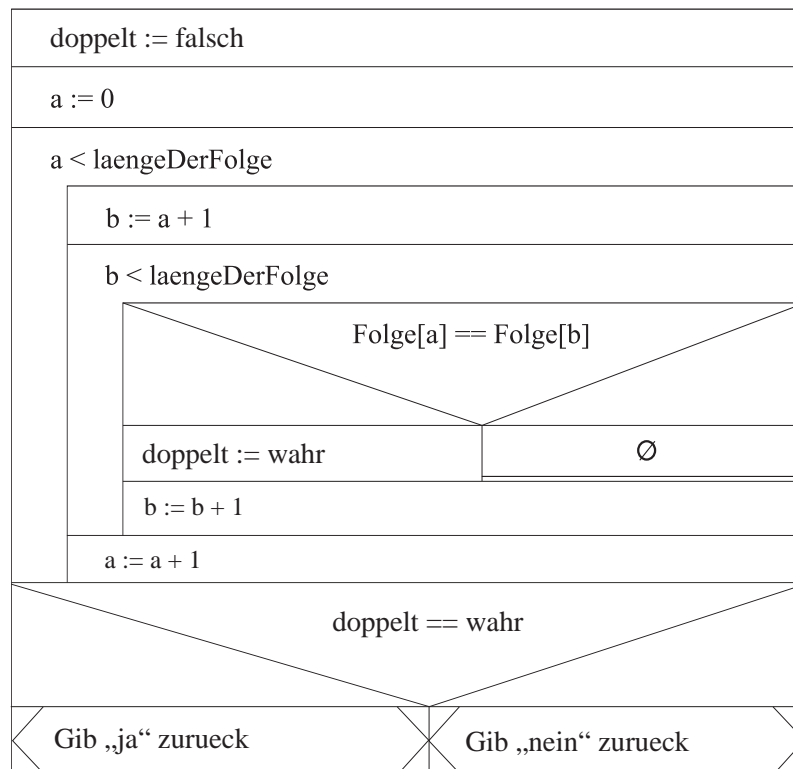 doppelt := falsch
a := 0
a < laengeDerFolge
b := a + 1
b < laengeDerFolge
Folge[a] == Folge[b]
doppelt := wahr
Ø
b := b + 1
a := a + 1
doppelt == wahr
Gib „ja“ zurueck
Gib „nein“ zurueck